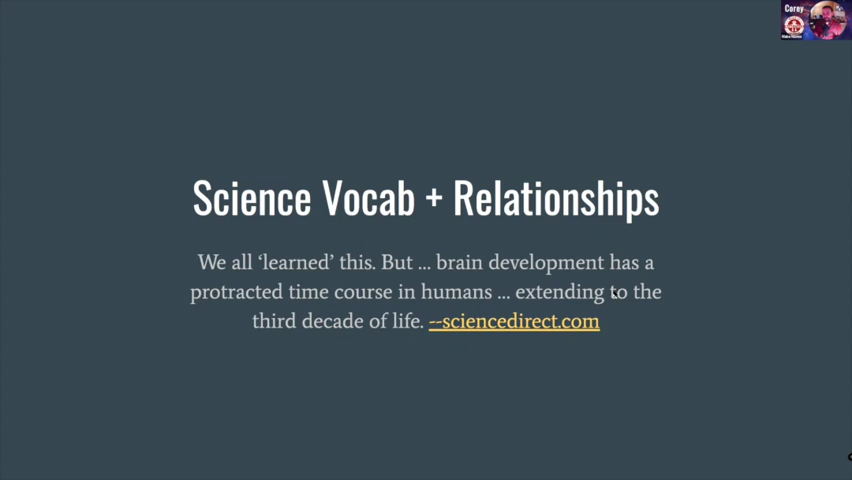 Corey
Science Vocab + Relationships
We all ‘learned’ this. But ... brain development has a
protracted time course in humans ... extending to the
third decade of life. --sciencedirect.com